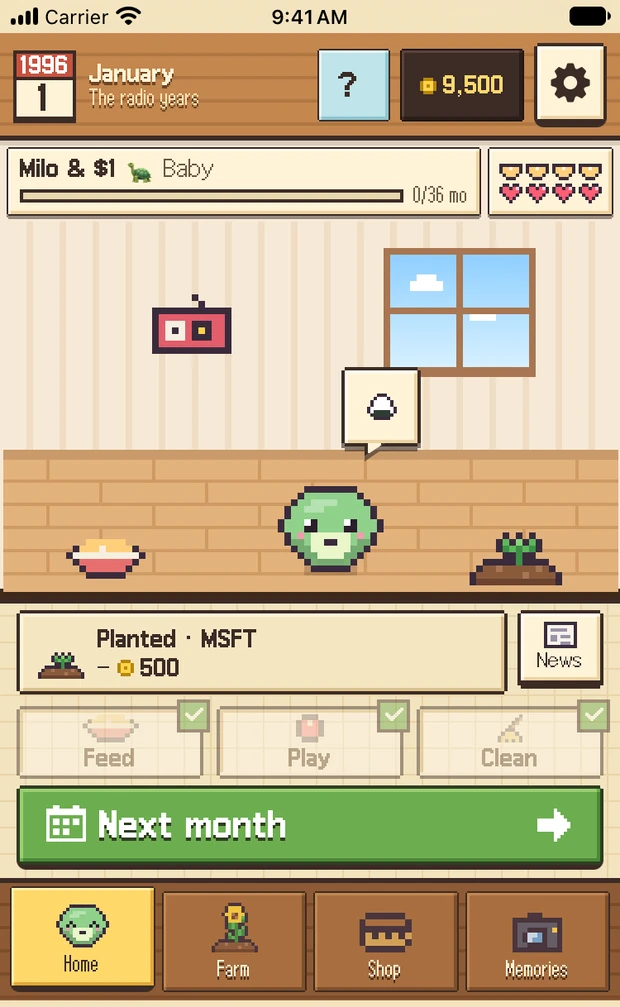 Carrier
9:41 AM
1996
1
January
The radio years
?
9,500
Milo & $1 Baby
0/36 mo
Planted · MSFT
– 500
News
Feed
Play
Clean
Next month
Home
Farm
Shop
Memories